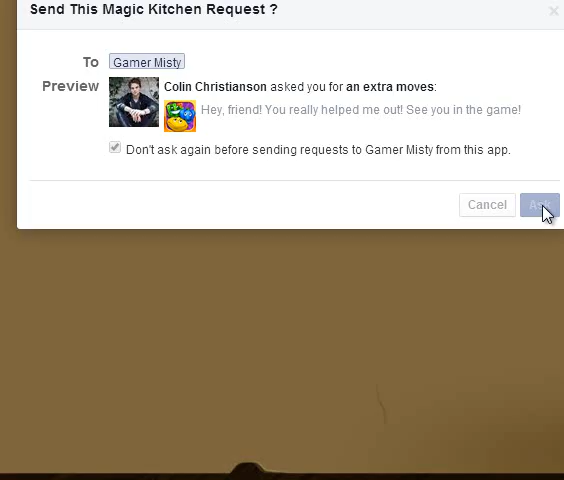 Send This Magic Kitchen Request ?
To Gamer Misty
Preview Colin Christianson asked you for an extra moves:
Hey, friend! You really helped me out! See you in the game!
Don't ask again before sending requests to Gamer Misty from this app.
Cancel Ask